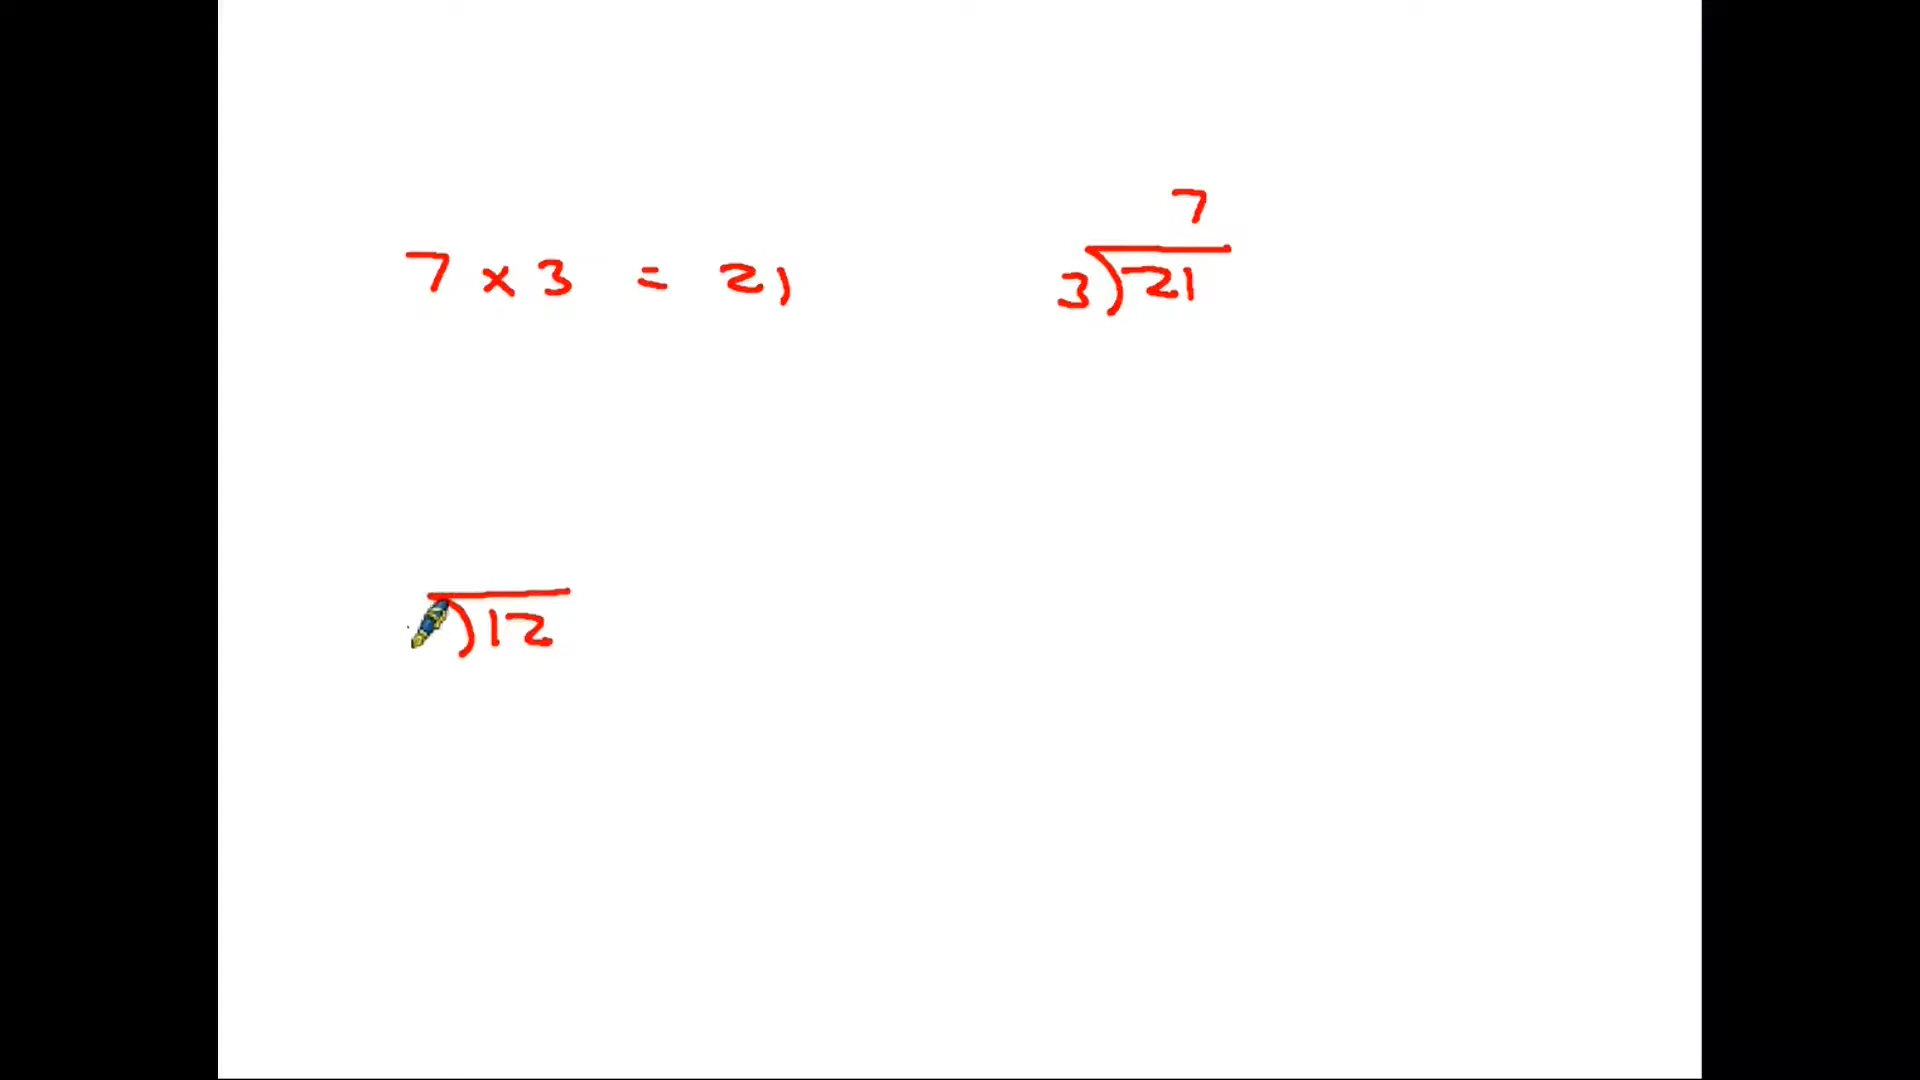 7
7 x 3 = 21
3)21
)12